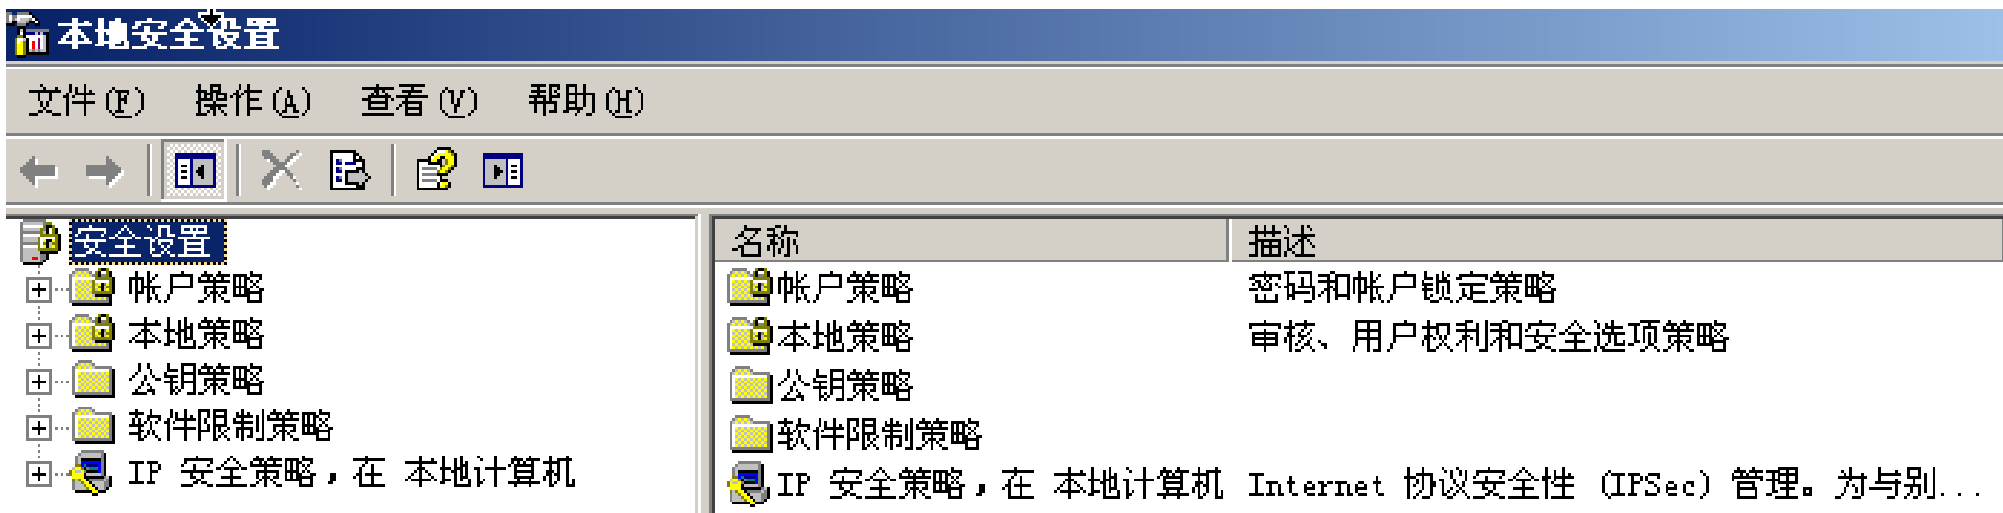 本地安全设置
文件(F) 操作(A) 查看(V) 帮助(H)
安全设置
帐户策略
本地策略
公钥策略
软件限制策略
IP 安全策略，在 本地计算机
名称 描述
帐户策略 密码和帐户锁定策略
本地策略 审核、用户权利和安全选项策略
公钥策略
软件限制策略
IP 安全策略，在 本地计算机 Internet 协议安全性 (IPSec) 管理。为与别...